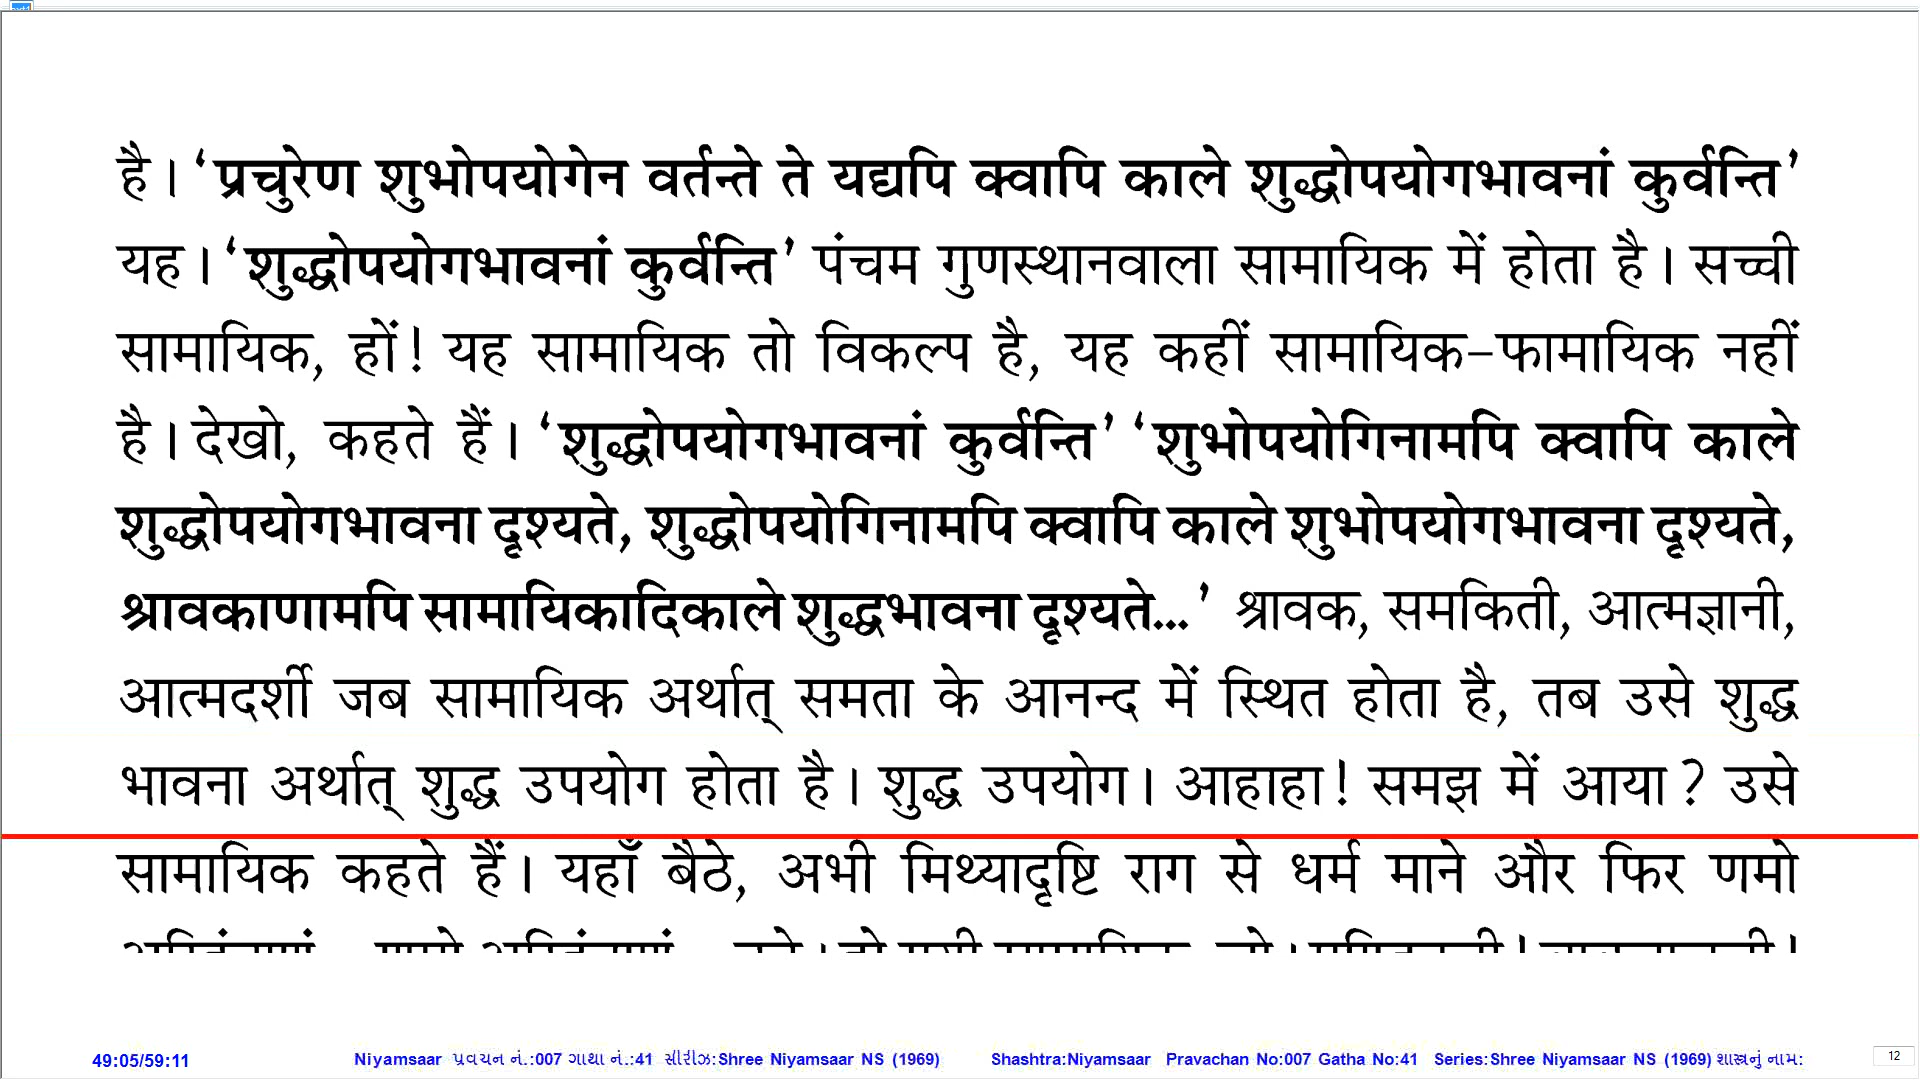 है। ‘प्रचुरेण शुभोपयोगेन वर्तन्ते ते यद्यपि क्वापि काले शुद्धोपयोगभावनां कुर्वन्ति’
यह। ‘शुद्धोपयोगभावनां कुर्वन्ति’ पंचम गुणस्थानवाला सामायिक में होता है। सच्ची
सामायिक, हों! यह सामायिक तो विकल्प है, यह कहीं सामायिक-फामायिक नहीं
है। देखो, कहते हैं। ‘शुद्धोपयोगभावनां कुर्वन्ति’ ‘शुभोपयोगिनामपि क्वापि काले
शुद्धोपयोगभावना दृश्यते, शुद्धोपयोगिनामपि क्वापि काले शुभोपयोगभावना दृश्यते,
श्रावकाणामपि सामायिकादिकाले शुद्धभावना दृश्यते...’ श्रावक, समकिती, आत्मज्ञानी,
आत्मदर्शी जब सामायिक अर्थात् समता के आनन्द में स्थित होता है, तब उसे शुद्ध
भावना अर्थात् शुद्ध उपयोग होता है। शुद्ध उपयोग। आहाहा! समझ में आया? उसे
सामायिक कहते हैं। यहाँ बैठे, अभी मिथ्यादृष्टि राग से धर्म माने और फिर णमो
49:05/59:11 Niyamsaar પ્રવચન નં.:007 ગાથા નં.:41 સીરીઝ:Shree Niyamsaar NS (1969) Shashtra:Niyamsaar Pravachan No:007 Gatha No:41 Series:Shree Niyamsaar NS (1969) શાસ્ત્રનું નામ: 12